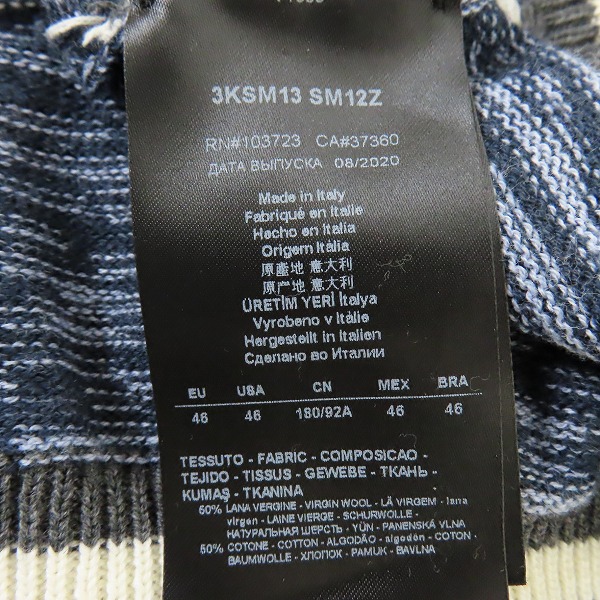 3KSM13 SM12Z
RN#103723 CA#37360
ДАТА ВЫПУСКА 08/2020
Made in Italy
Fabriqué en Italie
Hecho en Italia
Origem Itália
原產地 意大利
原产地 意大利
ÜRETİM YERİ İtalya
Vyrobeno v Itálie
Hergestellt in Italien
Сделано во Италии
EU USA CN MEX BRA
46 46 180/92A 46 46
TESSUTO - FABRIC - COMPOSICAO -
TEJIDO - TISSUS - GEWEBE - ТКАНЬ -
KUMAŞ - TKANINA
50% LANA VERGINE - VIRGIN WOOL - LÃ VIRGEM - lana
virgen - LAINE VIERGE - SCHURWOLLE -
НАТУРАЛЬНАЯ ШЕРСТЬ - YÜN - PANENSKÁ VLNA
50% COTONE - COTTON - ALGODÃO - algodón - COTON -
BAUMWOLLE - ХЛОПОК - PAMUK - BAVLNA